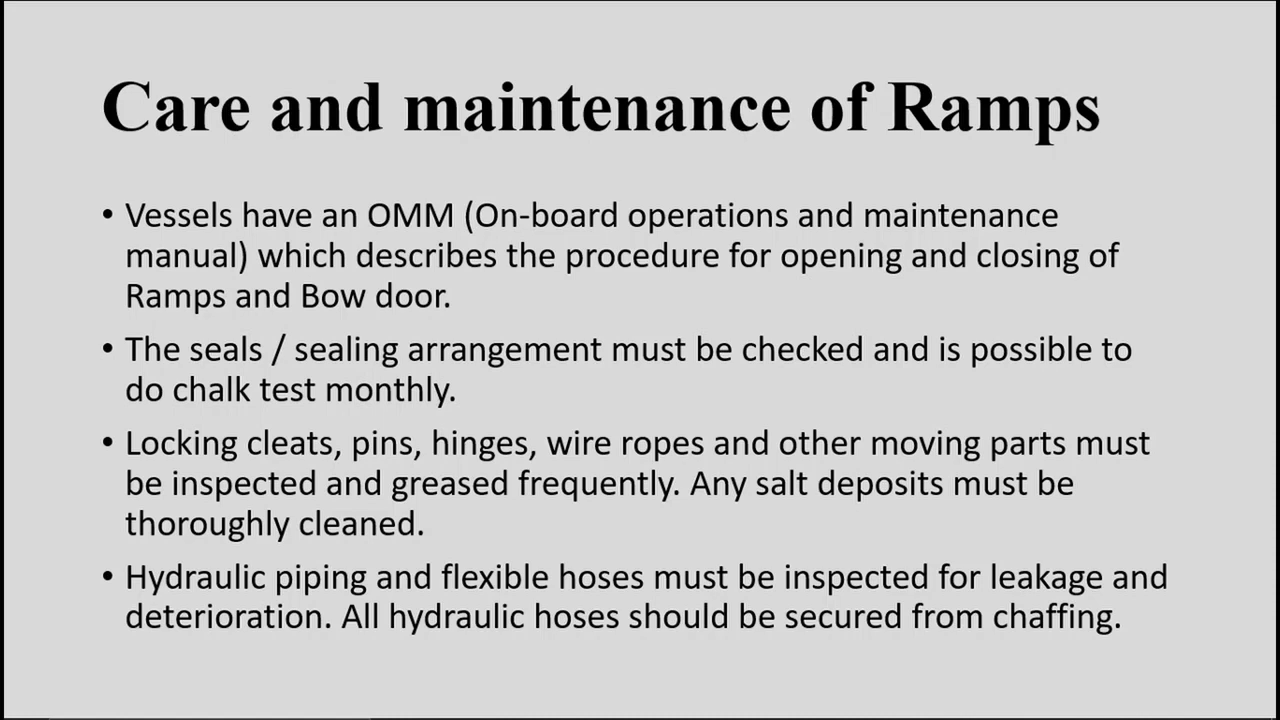 Care and maintenance of Ramps
• Vessels have an OMM (On-board operations and maintenance
manual) which describes the procedure for opening and closing of
Ramps and Bow door.
• The seals / sealing arrangement must be checked and is possible to
do chalk test monthly.
• Locking cleats, pins, hinges, wire ropes and other moving parts must
be inspected and greased frequently. Any salt deposits must be
thoroughly cleaned.
• Hydraulic piping and flexible hoses must be inspected for leakage and
deterioration. All hydraulic hoses should be secured from chaffing.